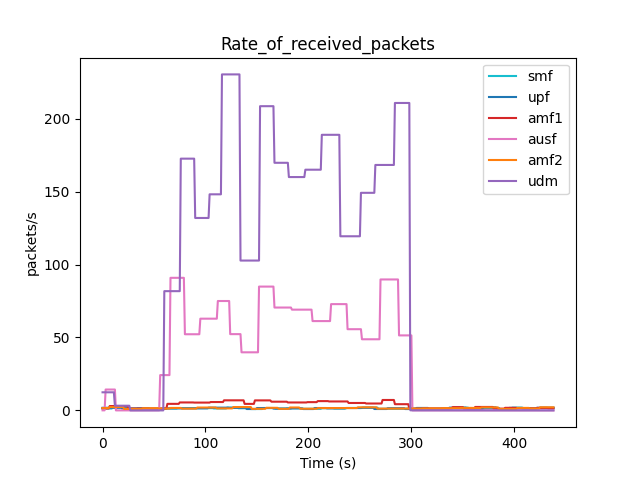 Rate_of_received_packets
packets/s
200
150
100
50
0
0 100 200 300 400
Time (s)
smf
upf
amf1
ausf
amf2
udm